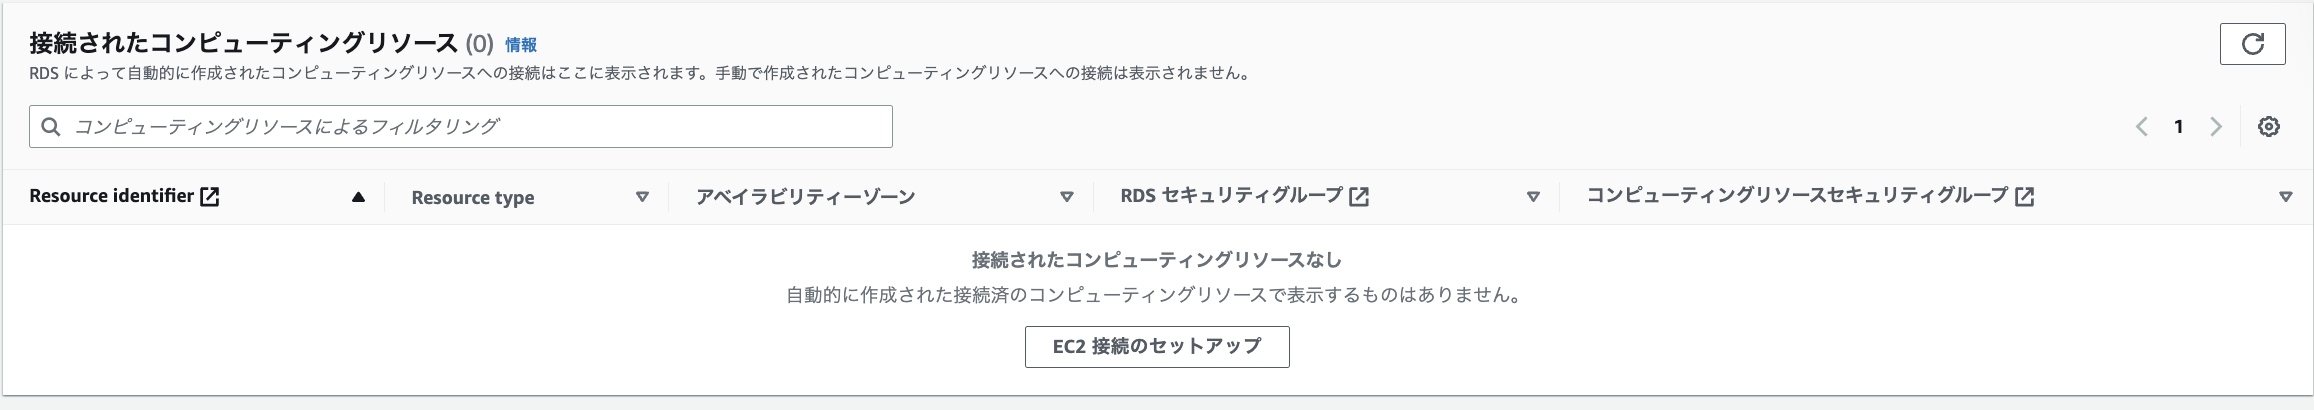 接続されたコンピューティングリソース (0) 情報
RDS によって自動的に作成されたコンピューティングリソースへの接続はここに表示されます。手動で作成されたコンピューティングリソースへの接続は表示されません。
コンピューティングリソースによるフィルタリング
1
Resource identifier Resource type アベイラビリティーゾーン RDS セキュリティグループ コンピューティングリソースセキュリティグループ
接続されたコンピューティングリソースなし
自動的に作成された接続済のコンピューティングリソースで表示するものはありません。
EC2 接続のセットアップ